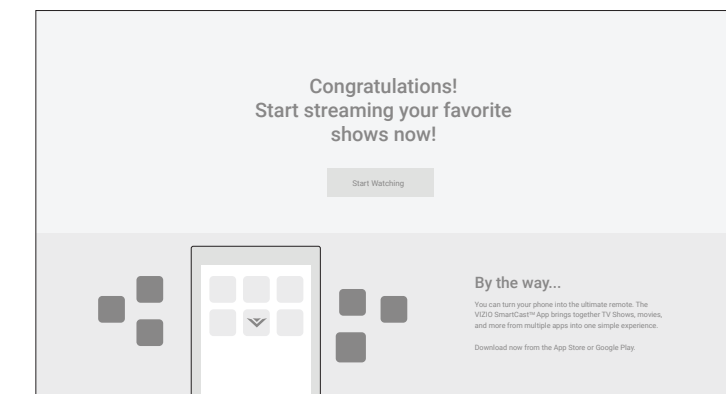 Congratulations!
Start streaming your favorite
shows now!
Start Watching
By the way...
You can turn your phone into the ultimate remote. The
VIZIO SmartCast™ App brings together TV Shows, movies,
and more from multiple apps into one simple experience.
Download now from the App Store or Google Play.